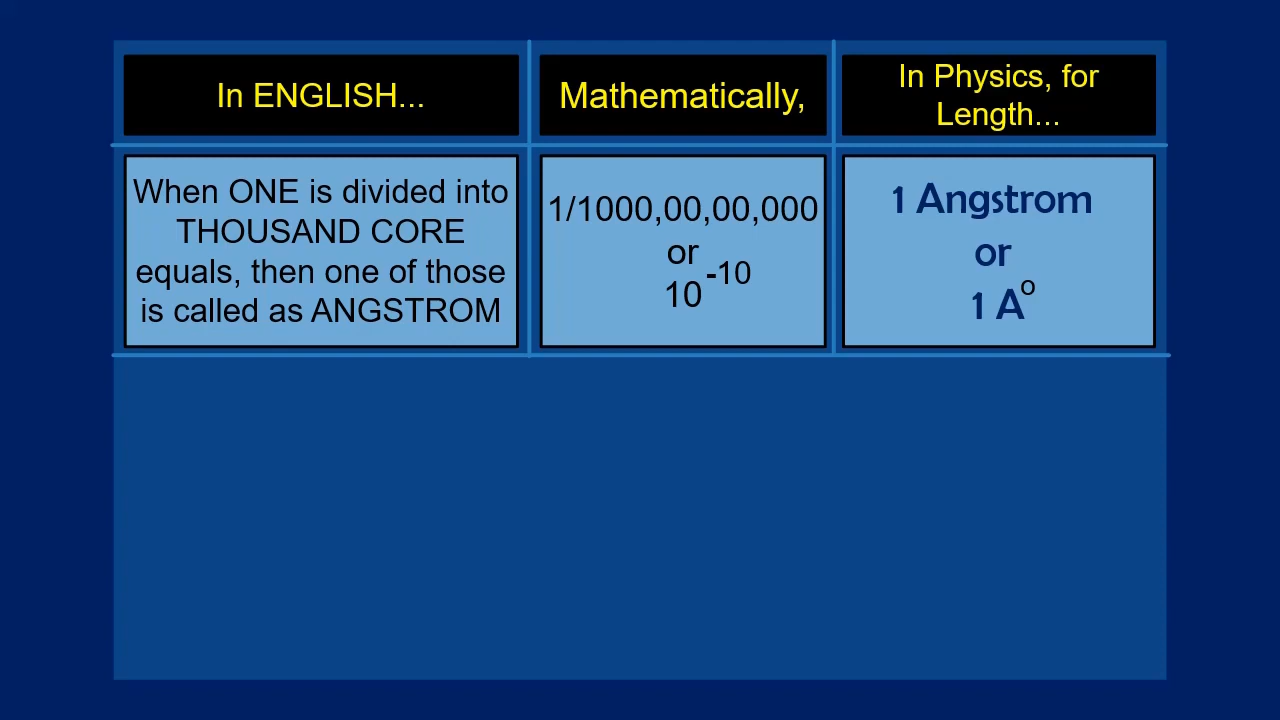 In ENGLISH...
Mathematically,
In Physics, for
Length...
When ONE is divided into
THOUSAND CORE
equals, then one of those
is called as ANGSTROM
1/1000,00,00,000
or
10⁻¹⁰
1 Angstrom
or
1 Aº